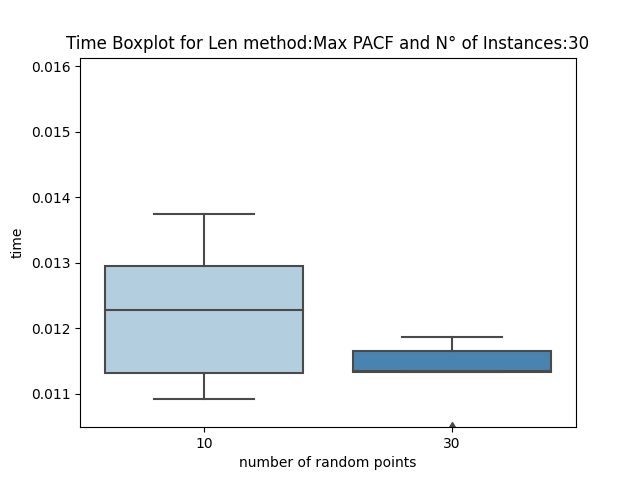 Time Boxplot for Len method:Max PACF and N° of Instances:30
0.016
0.015
0.014
0.013
0.012
0.011
time
10 30
number of random points